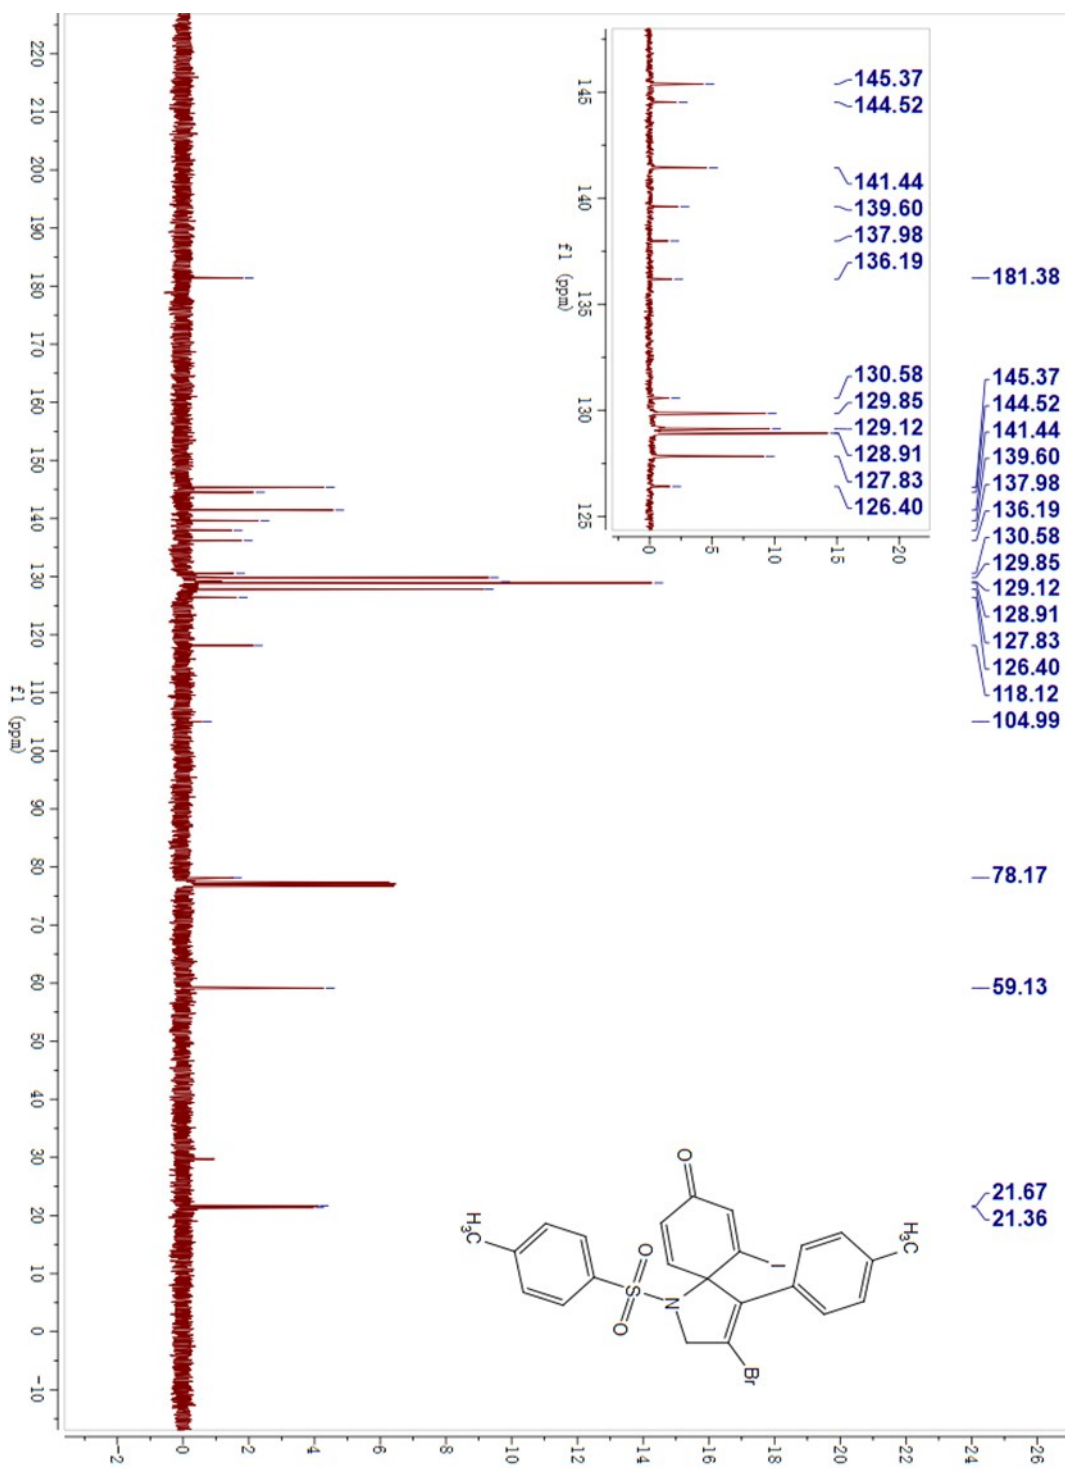 181.38
145.37
144.52
141.44
139.60
137.98
136.19
130.58
129.85
129.12
128.91
127.83
126.40
118.12
104.99
78.17
59.13
21.67
21.36
145.37
144.52
141.44
139.60
137.98
136.19
130.58
129.85
129.12
128.91
127.83
126.40
145 140 135 130 125
f1 (ppm)
0 5 10 15 20
220 210 200 190 180 170 160 150 140 130 120 110 100 90 80 70 60 50 40 30 20 10 0 -10
f1 (ppm)
-2 0 2 4 6 8 10 12 14 16 18 20 22 24 26
O
I
H₃C
N
S
O
O
Br
H₃C